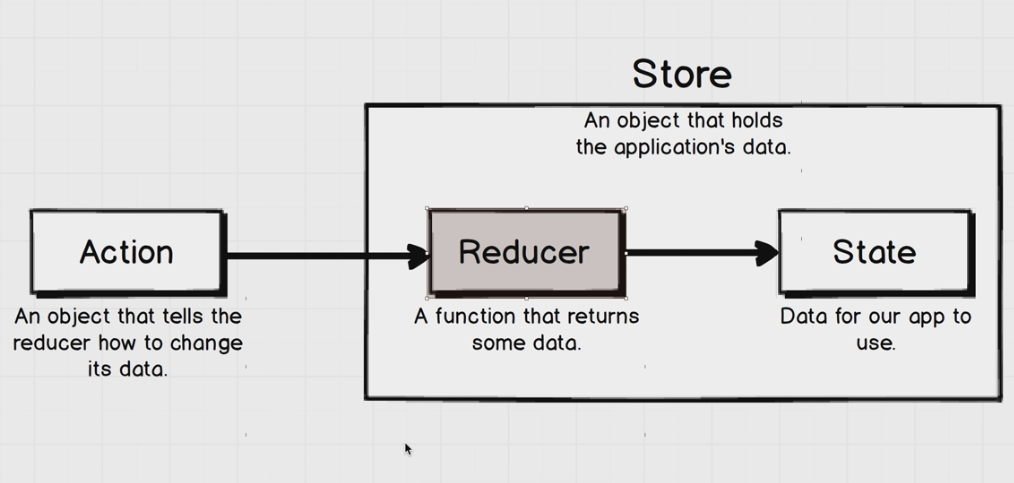 Store
An object that holds
the application's data.
Action
Reducer
State
An object that tells the
reducer how to change
its data.
A function that returns
some data.
Data for our app to
use.